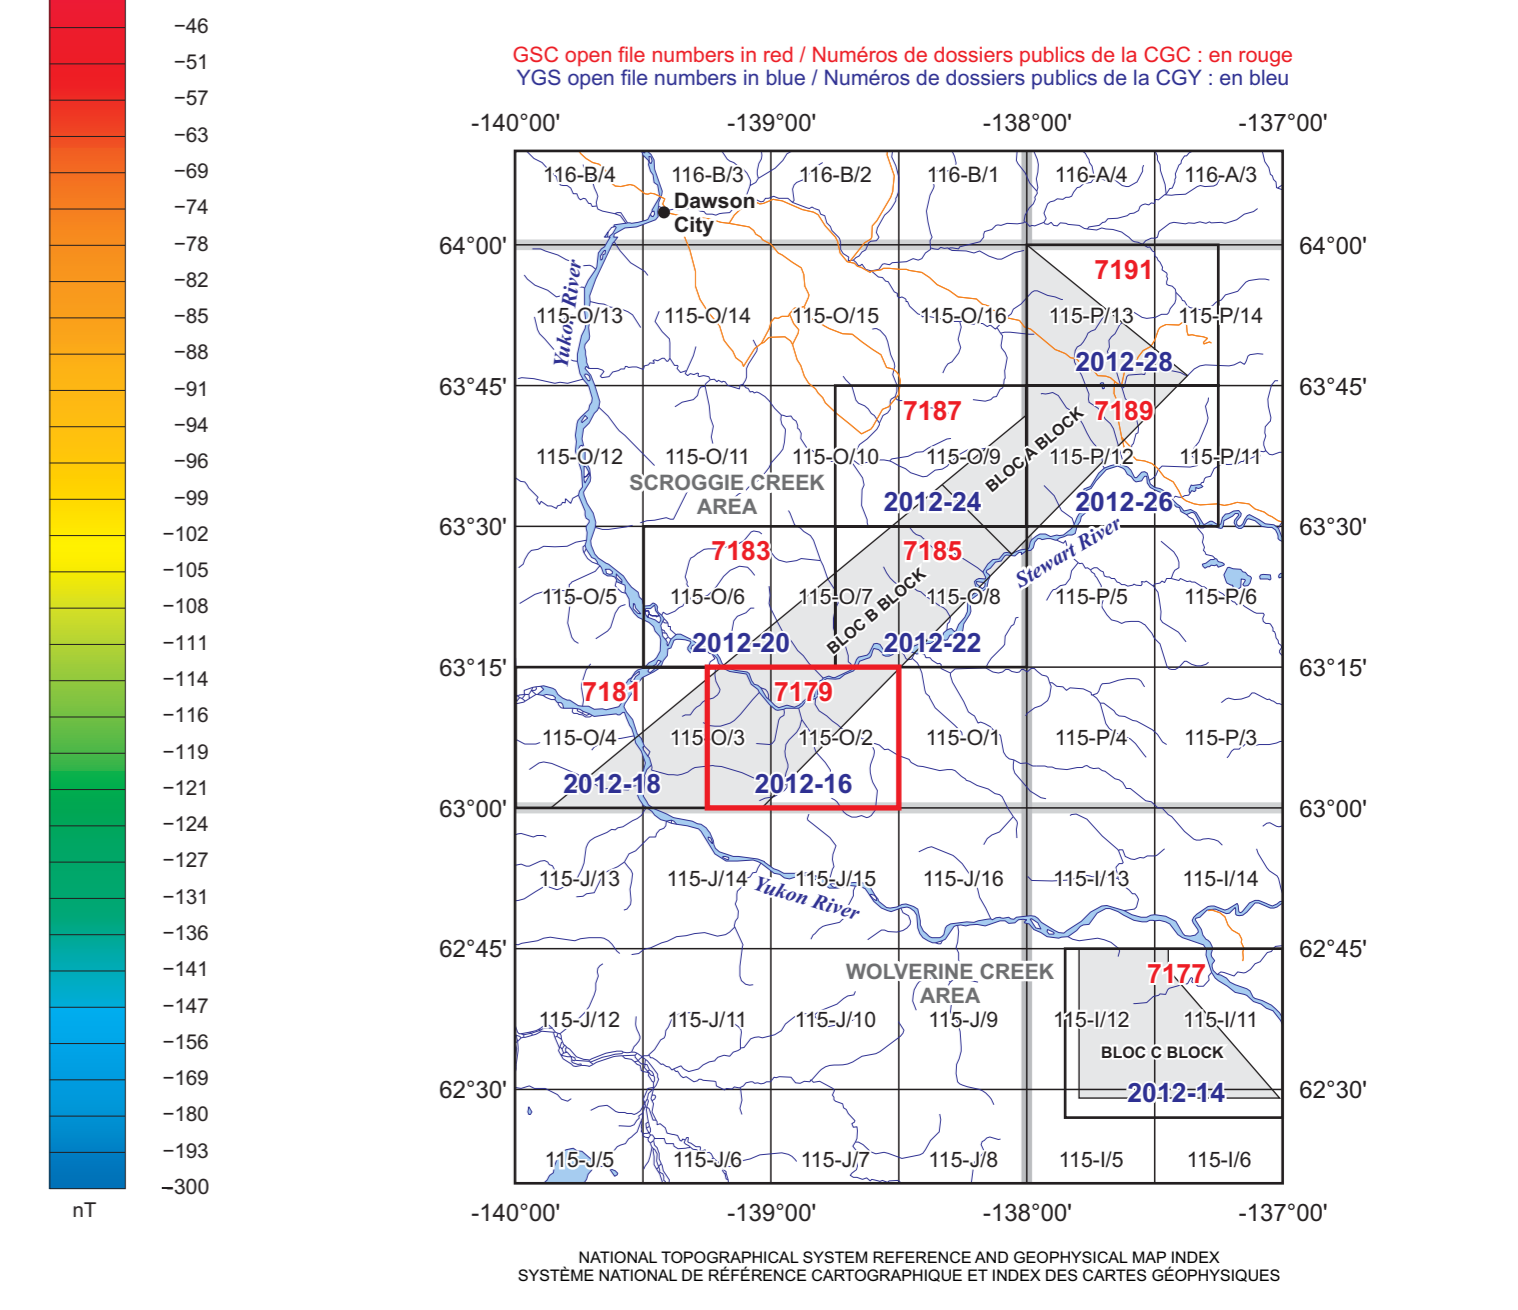 −46
−51
−57
−63
−69
−74
−78
−82
−85
−88
−91
−94
−96
−99
−102
−105
−108
−111
−114
−116
−119
−121
−124
−127
−131
−136
−141
−147
−156
−169
−180
−193
−300
nT
GSC open file numbers in red / Numéros de dossiers publics de la CGC : en rouge
YGS open file numbers in blue / Numéros de dossiers publics de la CGY : en bleu
-140°00' -139°00' -138°00' -137°00'
116-B/4 116-B/3 116-B/2 116-B/1 116-A/4 116-A/3
Dawson
City
64°00' 64°00'
7191
Yukon River
115-O/13 115-O/14 115-O/15 115-O/16 115-P/13 115-P/14
2012-28
63°45' 63°45'
7187 7189
BLOC A BLOCK
115-O/12 115-O/11 115-O/10 115-O/9 115-P/12 115-P/11
SCROGGIE CREEK
AREA
2012-24 2012-26
63°30' 63°30'
7183 7185
Stewart River
115-O/5 115-O/6 115-O/7 115-O/8 115-P/5 115-P/6
BLOC B BLOCK
2012-20 2012-22
63°15' 63°15'
7181 7179
115-O/4 115-O/3 115-O/2 115-O/1 115-P/4 115-P/3
2012-18 2012-16
63°00' 63°00'
115-J/13 115-J/14 115-J/15 115-J/16 115-I/13 115-I/14
Yukon River
62°45' 62°45'
WOLVERINE CREEK
AREA
7177
115-J/12 115-J/11 115-J/10 115-J/9 115-I/12 115-I/11
BLOC C BLOCK
62°30' 2012-14 62°30'
115-J/5 115-J/6 115-J/7 115-J/8 115-I/5 115-I/6
-140°00' -139°00' -138°00' -137°00'
NATIONAL TOPOGRAPHICAL SYSTEM REFERENCE AND GEOPHYSICAL MAP INDEX
SYSTÈME NATIONAL DE RÉFÉRENCE CARTOGRAPHIQUE ET INDEX DES CARTES GÉOPHYSIQUES